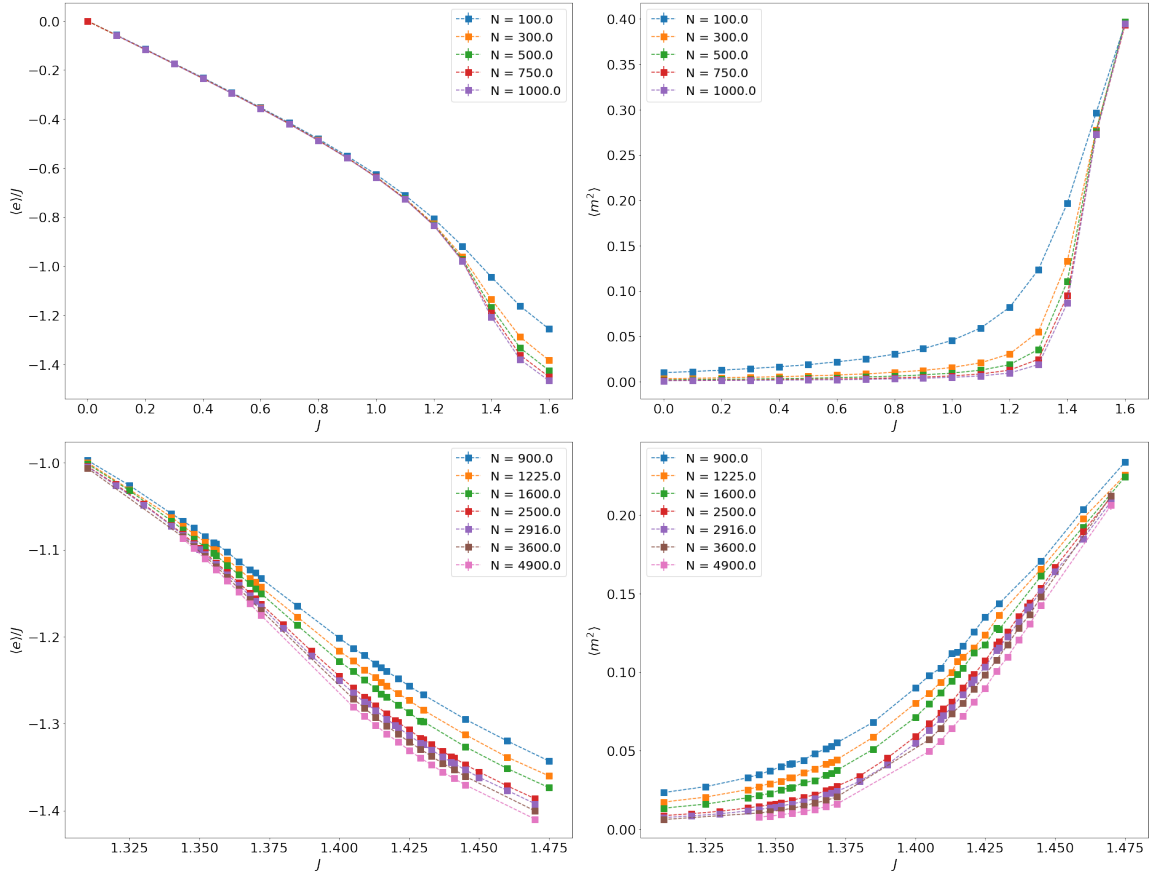 0.0
−0.2
−0.4
−0.6
−0.8
−1.0
−1.2
−1.4
⟨e⟩/J
0.0 0.2 0.4 0.6 0.8 1.0 1.2 1.4 1.6
J
N = 100.0
N = 300.0
N = 500.0
N = 750.0
N = 1000.0
0.40
0.35
0.30
0.25
0.20
0.15
0.10
0.05
0.00
⟨m²⟩
0.0 0.2 0.4 0.6 0.8 1.0 1.2 1.4 1.6
J
N = 100.0
N = 300.0
N = 500.0
N = 750.0
N = 1000.0
−1.0
−1.1
−1.2
−1.3
−1.4
⟨e⟩/J
1.325 1.350 1.375 1.400 1.425 1.450 1.475
J
N = 900.0
N = 1225.0
N = 1600.0
N = 2500.0
N = 2916.0
N = 3600.0
N = 4900.0
0.20
0.15
0.10
0.05
0.00
⟨m²⟩
1.325 1.350 1.375 1.400 1.425 1.450 1.475
J
N = 900.0
N = 1225.0
N = 1600.0
N = 2500.0
N = 2916.0
N = 3600.0
N = 4900.0